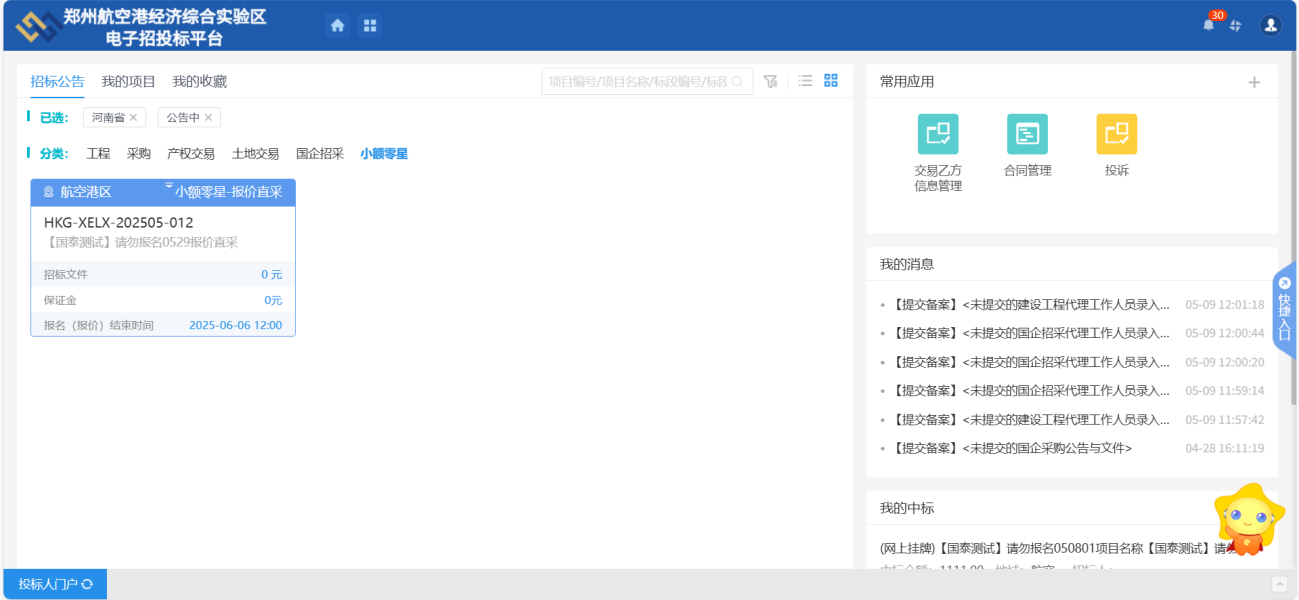 郑州航空港经济综合实验区
电子招投标平台
30
招标公告 我的项目 我的收藏
项目编号/项目名称/标段编号/标段
已选： 河南省 × 公告中 ×
分类： 工程 采购 产权交易 土地交易 国企招采 小额零星
航空港区 小额零星-报价直采
HKG-XELX-202505-012
【国泰测试】请勿报名0529报价直采
招标文件 0 元
保证金 0元
报名（报价）结束时间 2025-06-06 12:00
常用应用
交易乙方
信息管理
合同管理
投诉
我的消息
【提交备案】<未提交的建设工程代理工作人员录入... 05-09 12:01:18
【提交备案】<未提交的国企招采代理工作人员录入... 05-09 12:00:44
【提交备案】<未提交的国企招采代理工作人员录入... 05-09 12:00:20
【提交备案】<未提交的国企招采代理工作人员录入... 05-09 11:59:14
【提交备案】<未提交的建设工程代理工作人员录入... 05-09 11:57:42
【提交备案】<未提交的国企采购公告与文件> 04-28 16:11:19
快捷入口
我的中标
(网上挂牌)【国泰测试】请勿报名050801项目名称【国泰测试】请勿
投标人门户